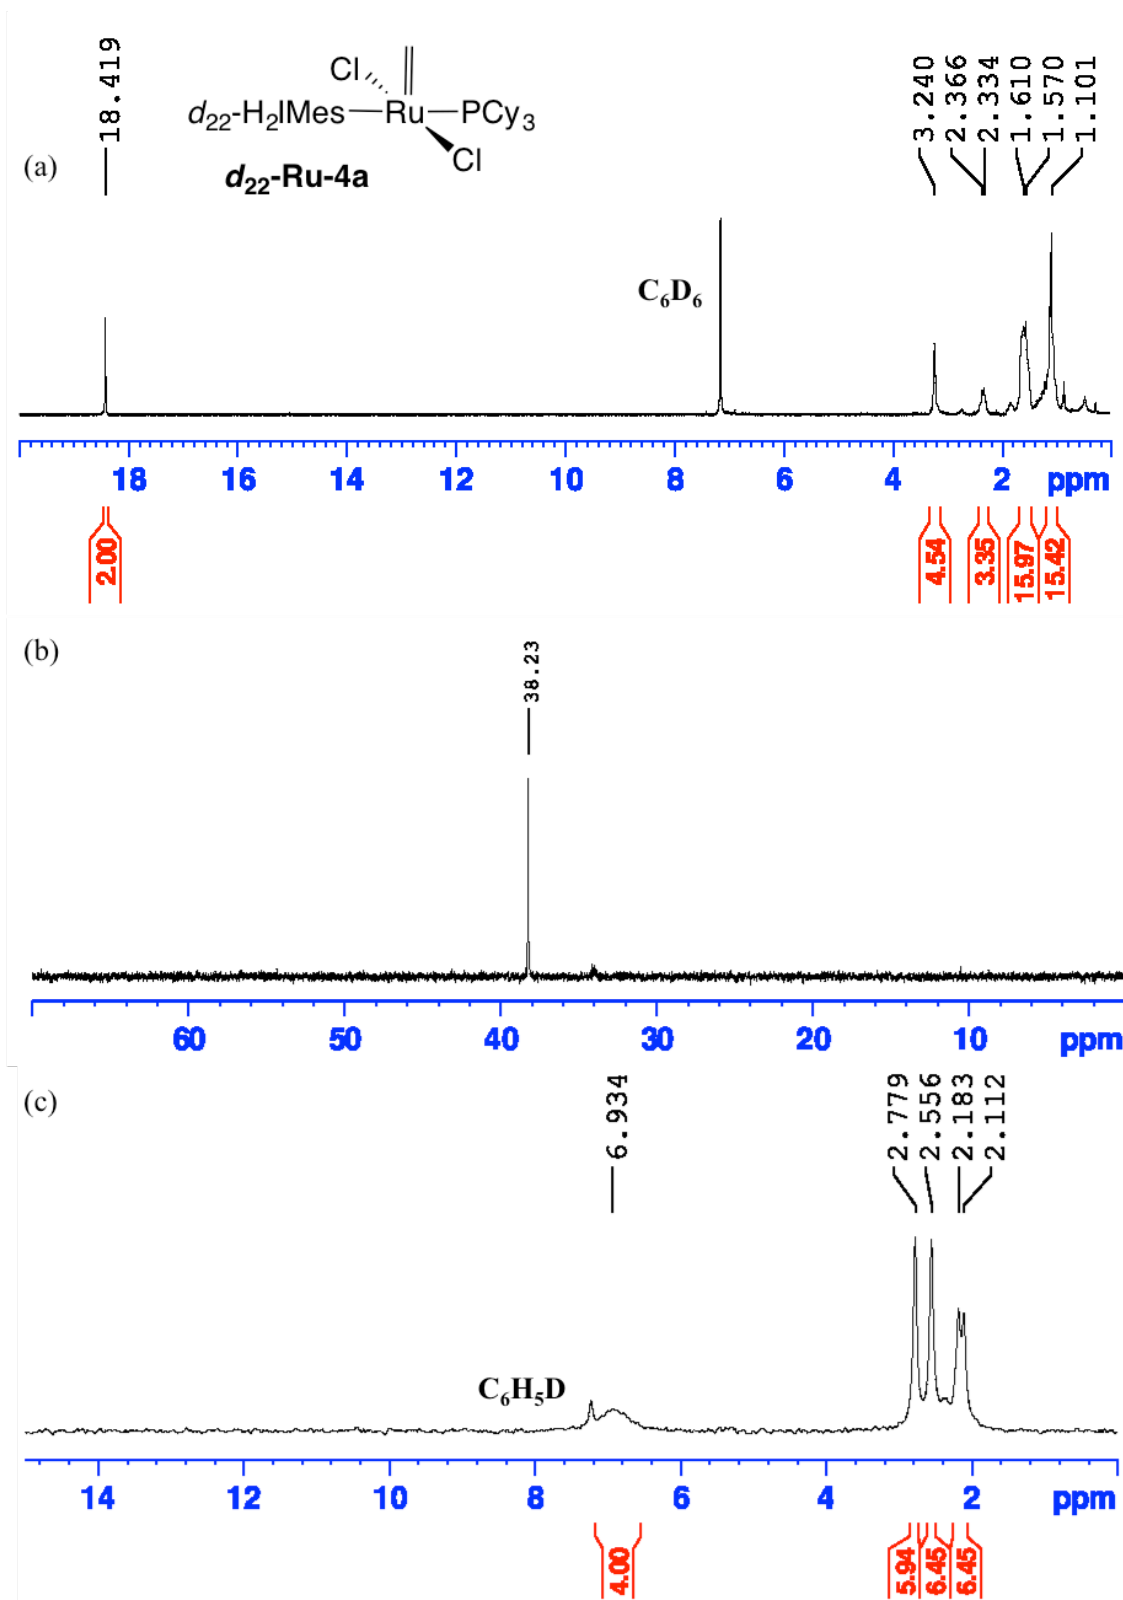 (a)
18.419
Cl
d22-H2IMes
Ru
PCy3
Cl
d22-Ru-4a
3.240
2.366
2.334
1.610
1.570
1.101
C6D6
18 16 14 12 10 8 6 4 2 ppm
2.00
4.54
3.35
15.97
15.42
(b)
38.23
60 50 40 30 20 10 ppm
(c)
6.934
2.779
2.556
2.183
2.112
C6H5D
14 12 10 8 6 4 2 ppm
4.00
5.94
6.45
6.45